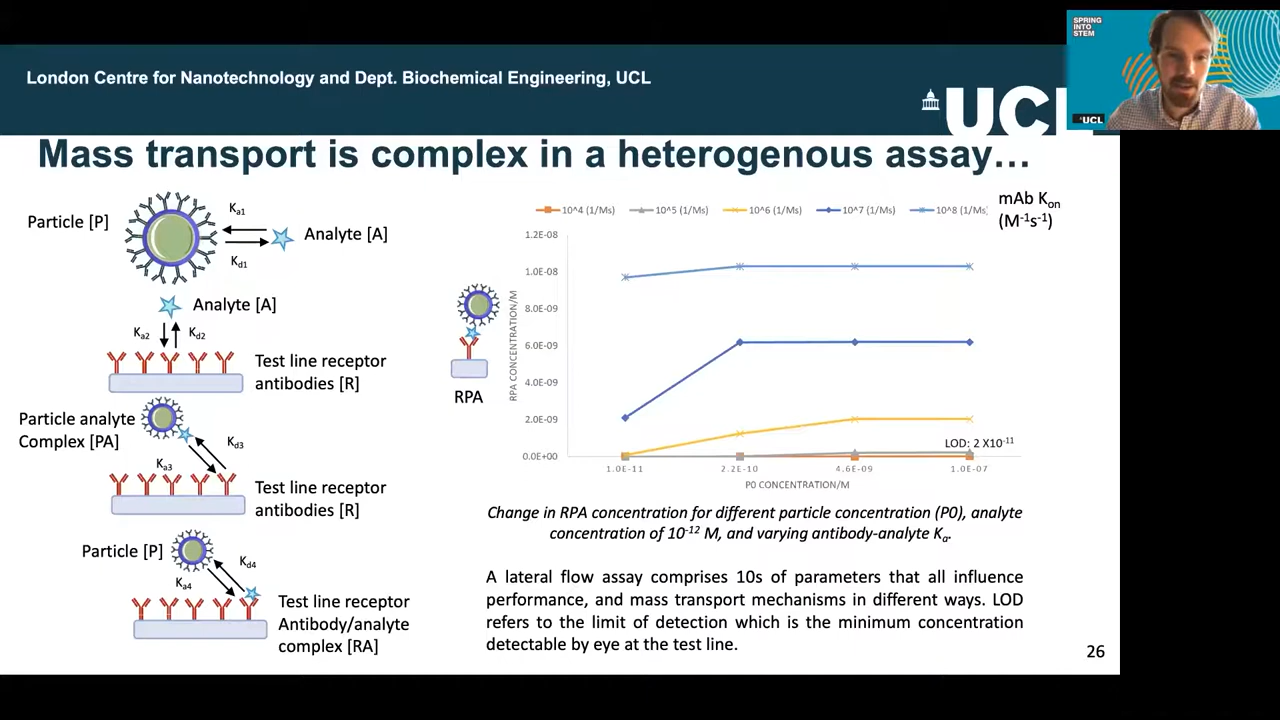 SPRING
INTO
STEM
UCL
London Centre for Nanotechnology and Dept. Biochemical Engineering, UCL
UCL
Mass transport is complex in a heterogenous assay…
Particle [P]
Ka1
Kd1
Analyte [A]
Analyte [A]
Ka2
Kd2
Test line receptor
antibodies [R]
Particle analyte
Complex [PA]
Kd3
Ka3
Test line receptor
antibodies [R]
Particle [P]
Kd4
Ka4
Test line receptor
Antibody/analyte
complex [RA]
RPA
10^4 (1/Ms) 10^5 (1/Ms) 10^6 (1/Ms) 10^7 (1/Ms) 10^8 (1/Ms)
mAb Kon
(M-1s-1)
RPA CONCENTRATION/M
1.2E-08
1.0E-08
8.0E-09
6.0E-09
4.0E-09
2.0E-09
0.0E+00
LOD: 2 X10-11
1.0E-11 2.2E-10 4.6E-09 1.0E-07
P0 CONCENTRATION/M
Change in RPA concentration for different particle concentration (P0), analyte
concentration of 10-12 M, and varying antibody-analyte Ka.
A lateral flow assay comprises 10s of parameters that all influence
performance, and mass transport mechanisms in different ways. LOD
refers to the limit of detection which is the minimum concentration
detectable by eye at the test line.
26